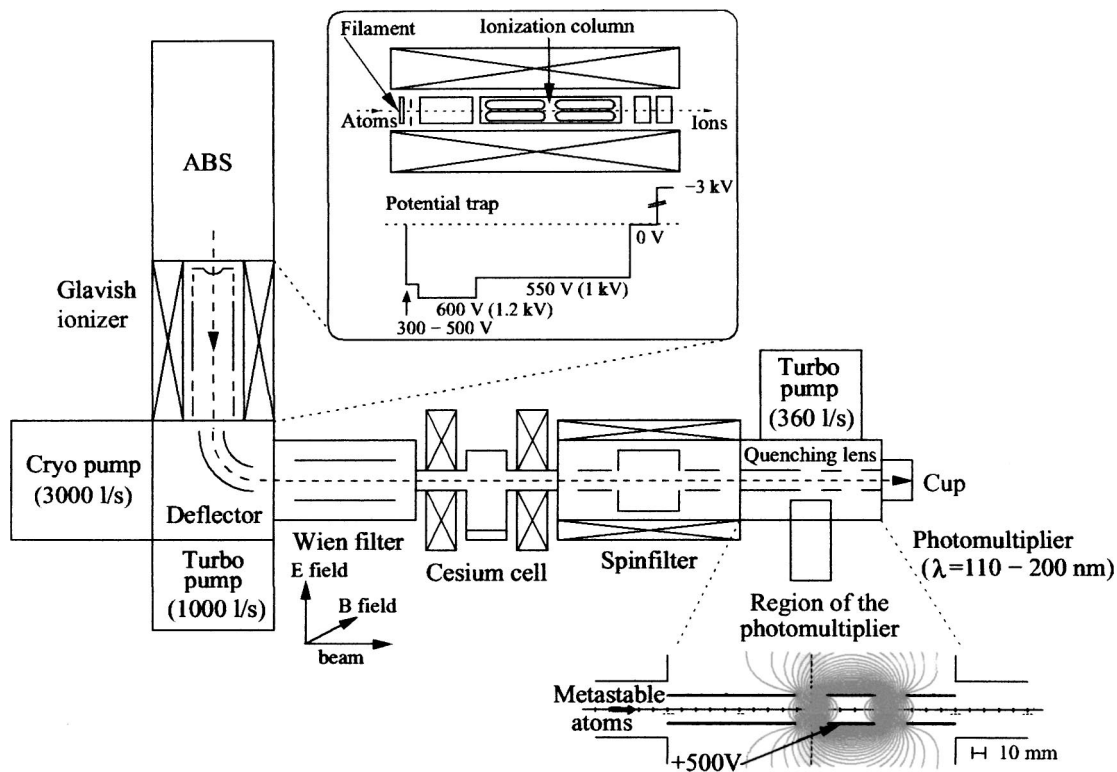 Filament
Ionization column
Atoms
Ions
Potential trap
−3 kV
0 V
550 V (1 kV)
600 V (1.2 kV)
300 − 500 V
ABS
Glavish
ionizer
Cryo pump
(3000 l/s)
Deflector
Turbo
pump
(1000 l/s)
Wien filter
E field
B field
beam
Cesium cell
Spinfilter
Turbo
pump
(360 l/s)
Quenching lens
Cup
Photomultiplier
(λ=110 − 200 nm)
Region of the
photomultiplier
Metastable
atoms
+500V
10 mm